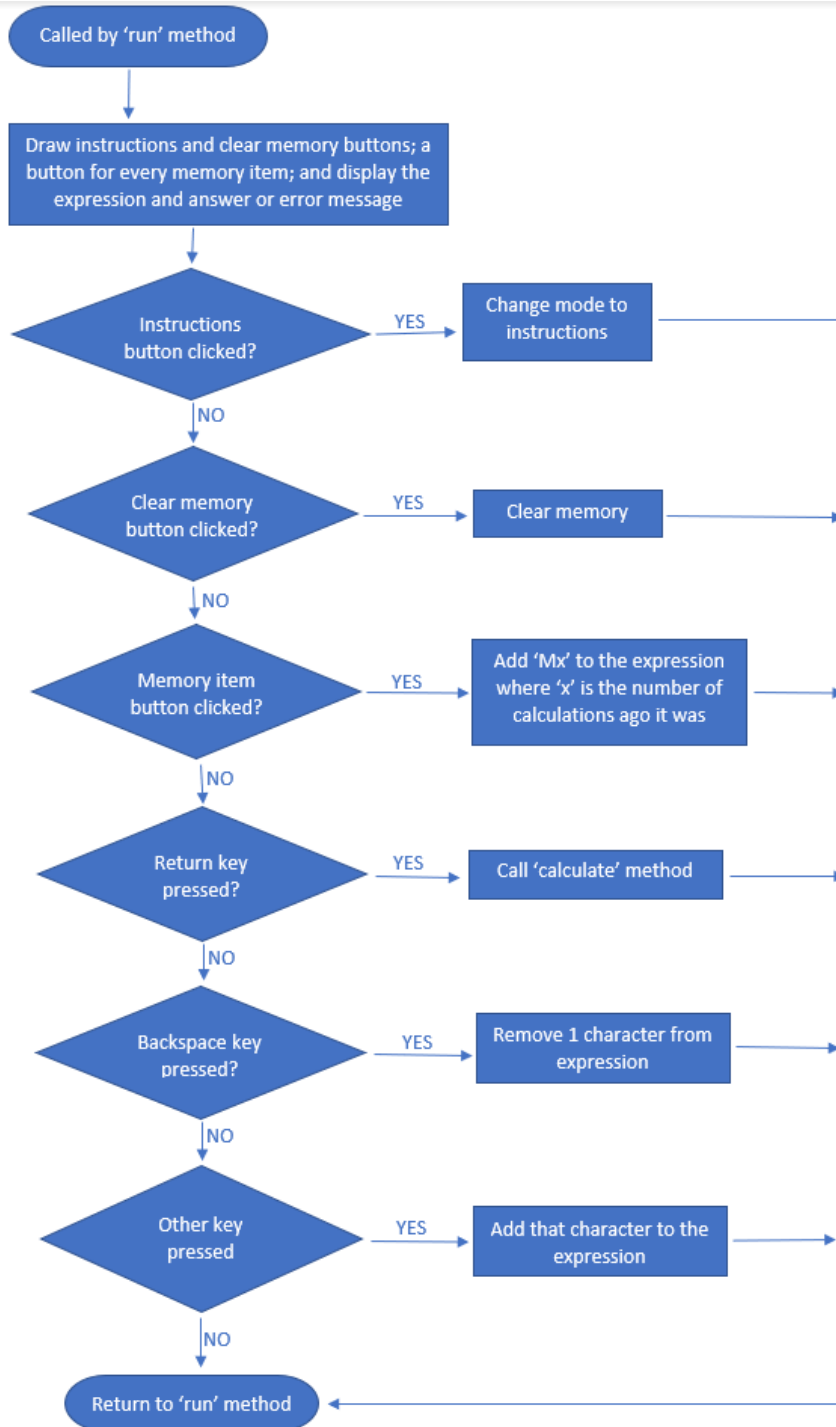 Called by ‘run’ method
Draw instructions and clear memory buttons; a
button for every memory item; and display the
expression and answer or error message
Instructions
button clicked?
YES
Change mode to
instructions
NO
Clear memory
button clicked?
YES
Clear memory
NO
Memory item
button clicked?
YES
Add ‘Mx’ to the expression
where ‘x’ is the number of
calculations ago it was
NO
Return key
pressed?
YES
Call ‘calculate’ method
NO
Backspace key
pressed?
YES
Remove 1 character from
expression
NO
Other key
pressed
YES
Add that character to the
expression
NO
Return to ‘run’ method